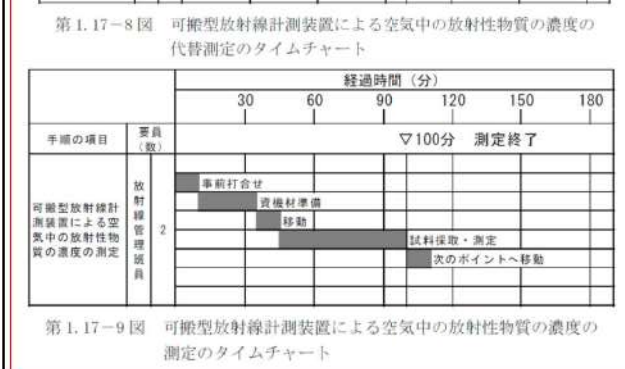 第1.17－8図 可搬型放射線計測装置による空気中の放射性物質の濃度の
代替測定のタイムチャート
経過時間（分）
30 60 90 120 150 180
手順の項目 要員（数） ▽100分 測定終了
可搬型放射線計測装置による空気中の放射性物質の濃度の測定 放射線管理班員 2
事前打合せ
資機材準備
移動
試料採取・測定
次のポイントへ移動
第1.17－9図 可搬型放射線計測装置による空気中の放射性物質の濃度の
測定のタイムチャート